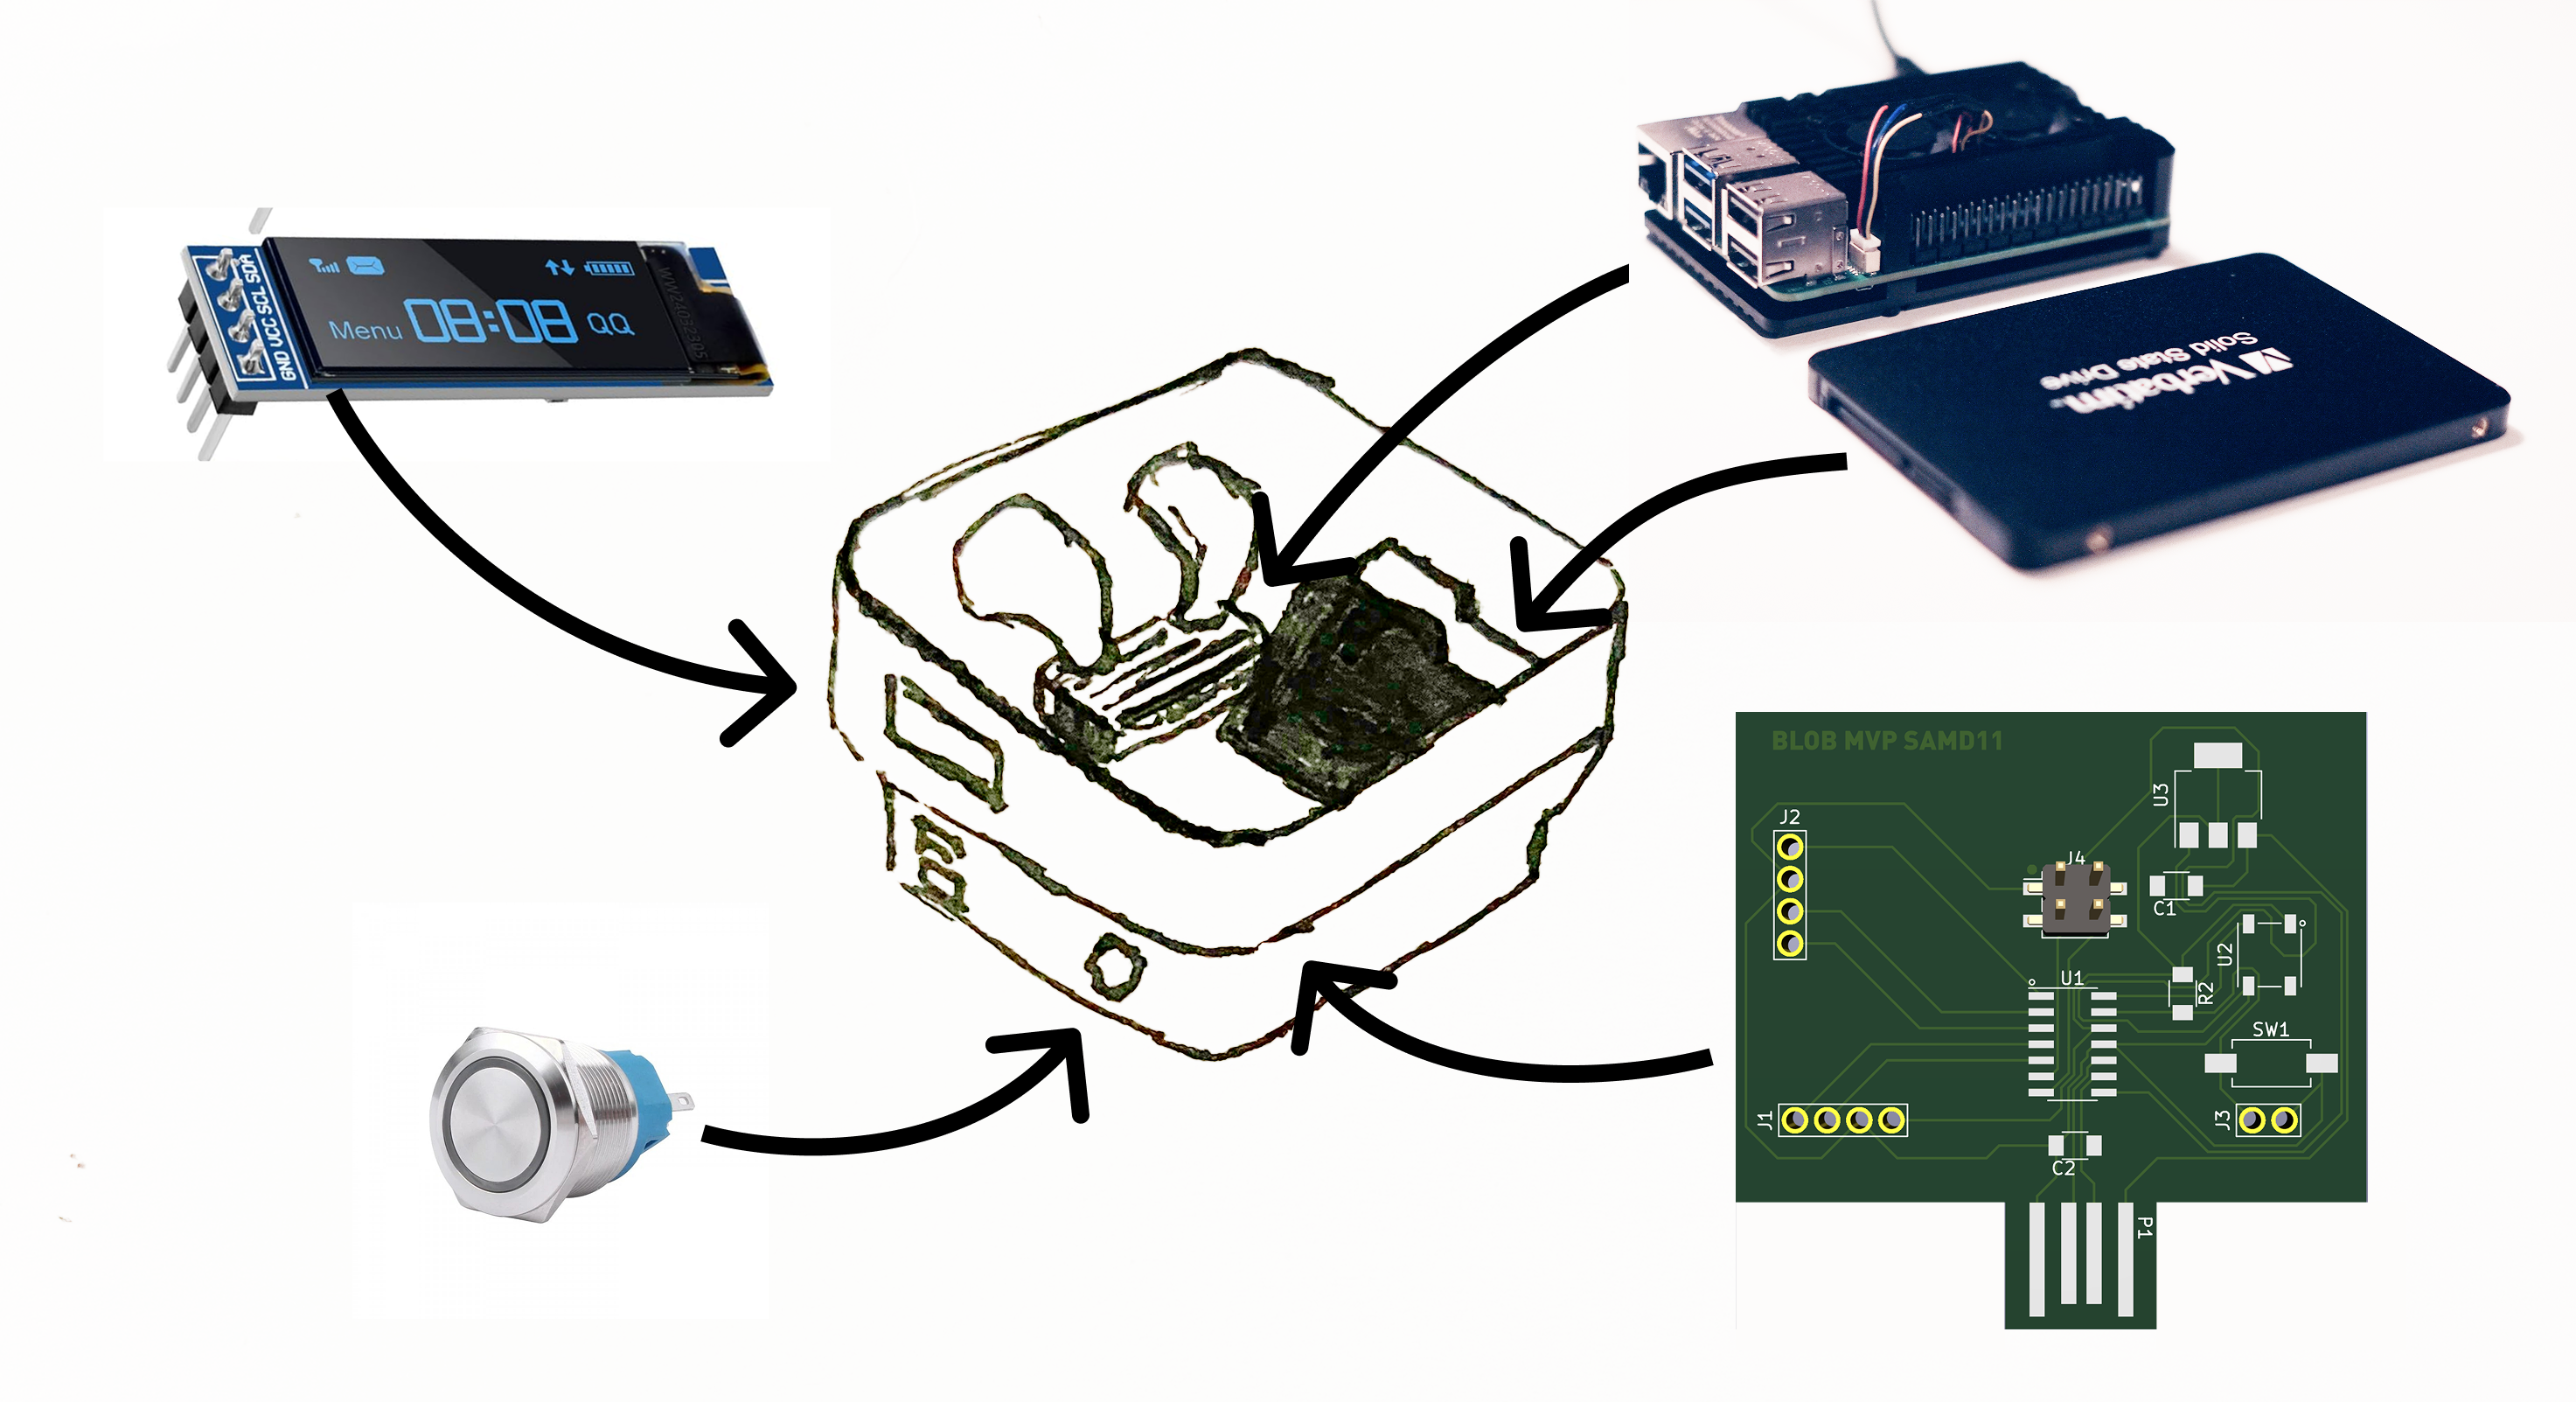 GND VCC SCL SDA
Menu 08:08 QQ
WW24032305
Verbatim
Solid State Drive
BLOB MVP SAMD11
U3
J2
J4
C1
U2
U1
R2
SW1
J1
J3
C2
P1